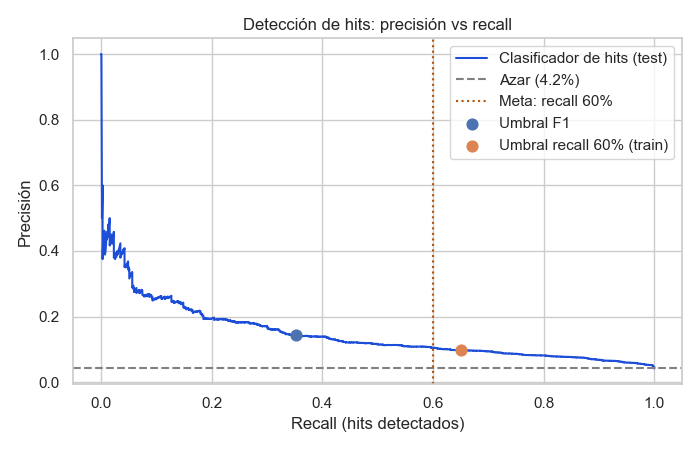 Detección de hits: precisión vs recall
1.0
0.8
0.6
0.4
0.2
0.0
Precisión
Clasificador de hits (test)
Azar (4.2%)
Meta: recall 60%
Umbral F1
Umbral recall 60% (train)
0.0 0.2 0.4 0.6 0.8 1.0
Recall (hits detectados)